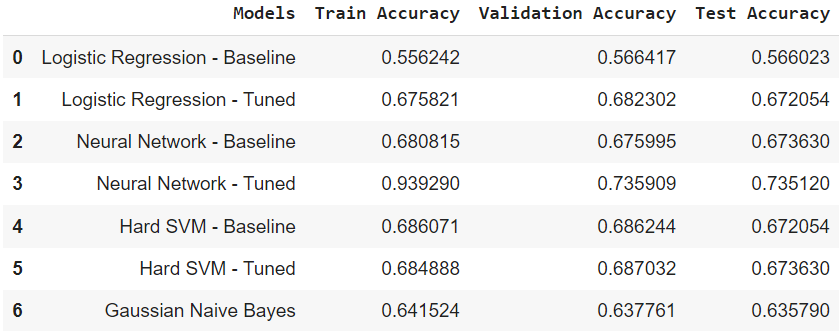 Models Train Accuracy Validation Accuracy Test Accuracy
0 Logistic Regression - Baseline 0.556242 0.566417 0.566023
1 Logistic Regression - Tuned 0.675821 0.682302 0.672054
2 Neural Network - Baseline 0.680815 0.675995 0.673630
3 Neural Network - Tuned 0.939290 0.735909 0.735120
4 Hard SVM - Baseline 0.686071 0.686244 0.672054
5 Hard SVM - Tuned 0.684888 0.687032 0.673630
6 Gaussian Naive Bayes 0.641524 0.637761 0.635790